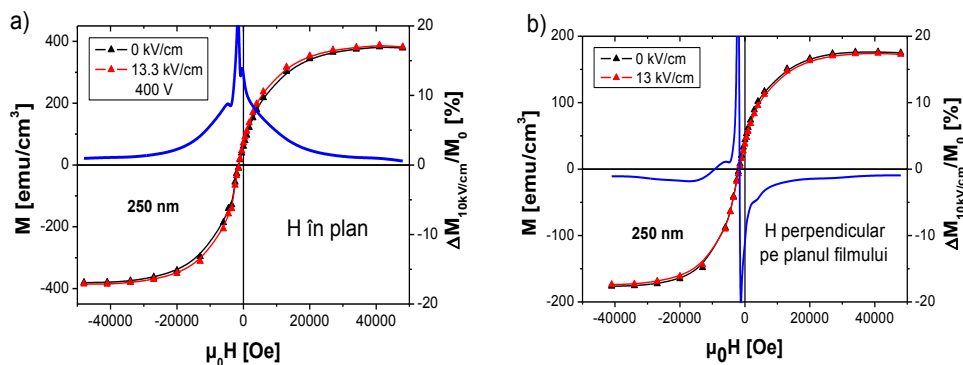 a)
M [emu/cm³]
400
200
0
-200
-400
0 kV/cm
13.3 kV/cm
400 V
250 nm
H în plan
20
10
0
-10
-20
ΔM10kV/cm/M0 [%]
-40000 -20000 0 20000 40000
μ0H [Oe]
b)
M [emu/cm³]
200
100
0
-100
-200
0 kV/cm
13 kV/cm
250 nm
H perpendicular
pe planul filmului
20
10
0
-10
-20
ΔM10kV/cm/M0 [%]
-40000 -20000 0 20000 40000
μ0H [Oe]